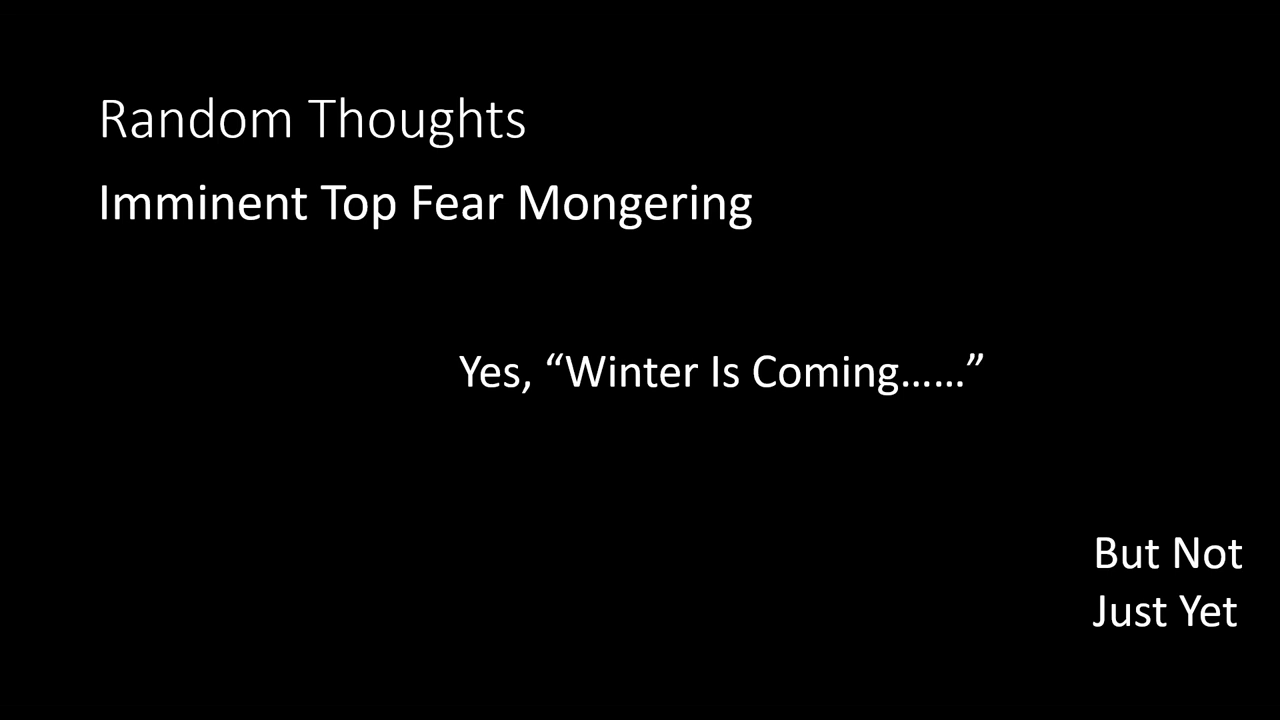 Random Thoughts
Imminent Top Fear Mongering
Yes, “Winter Is Coming……”
But Not
Just Yet